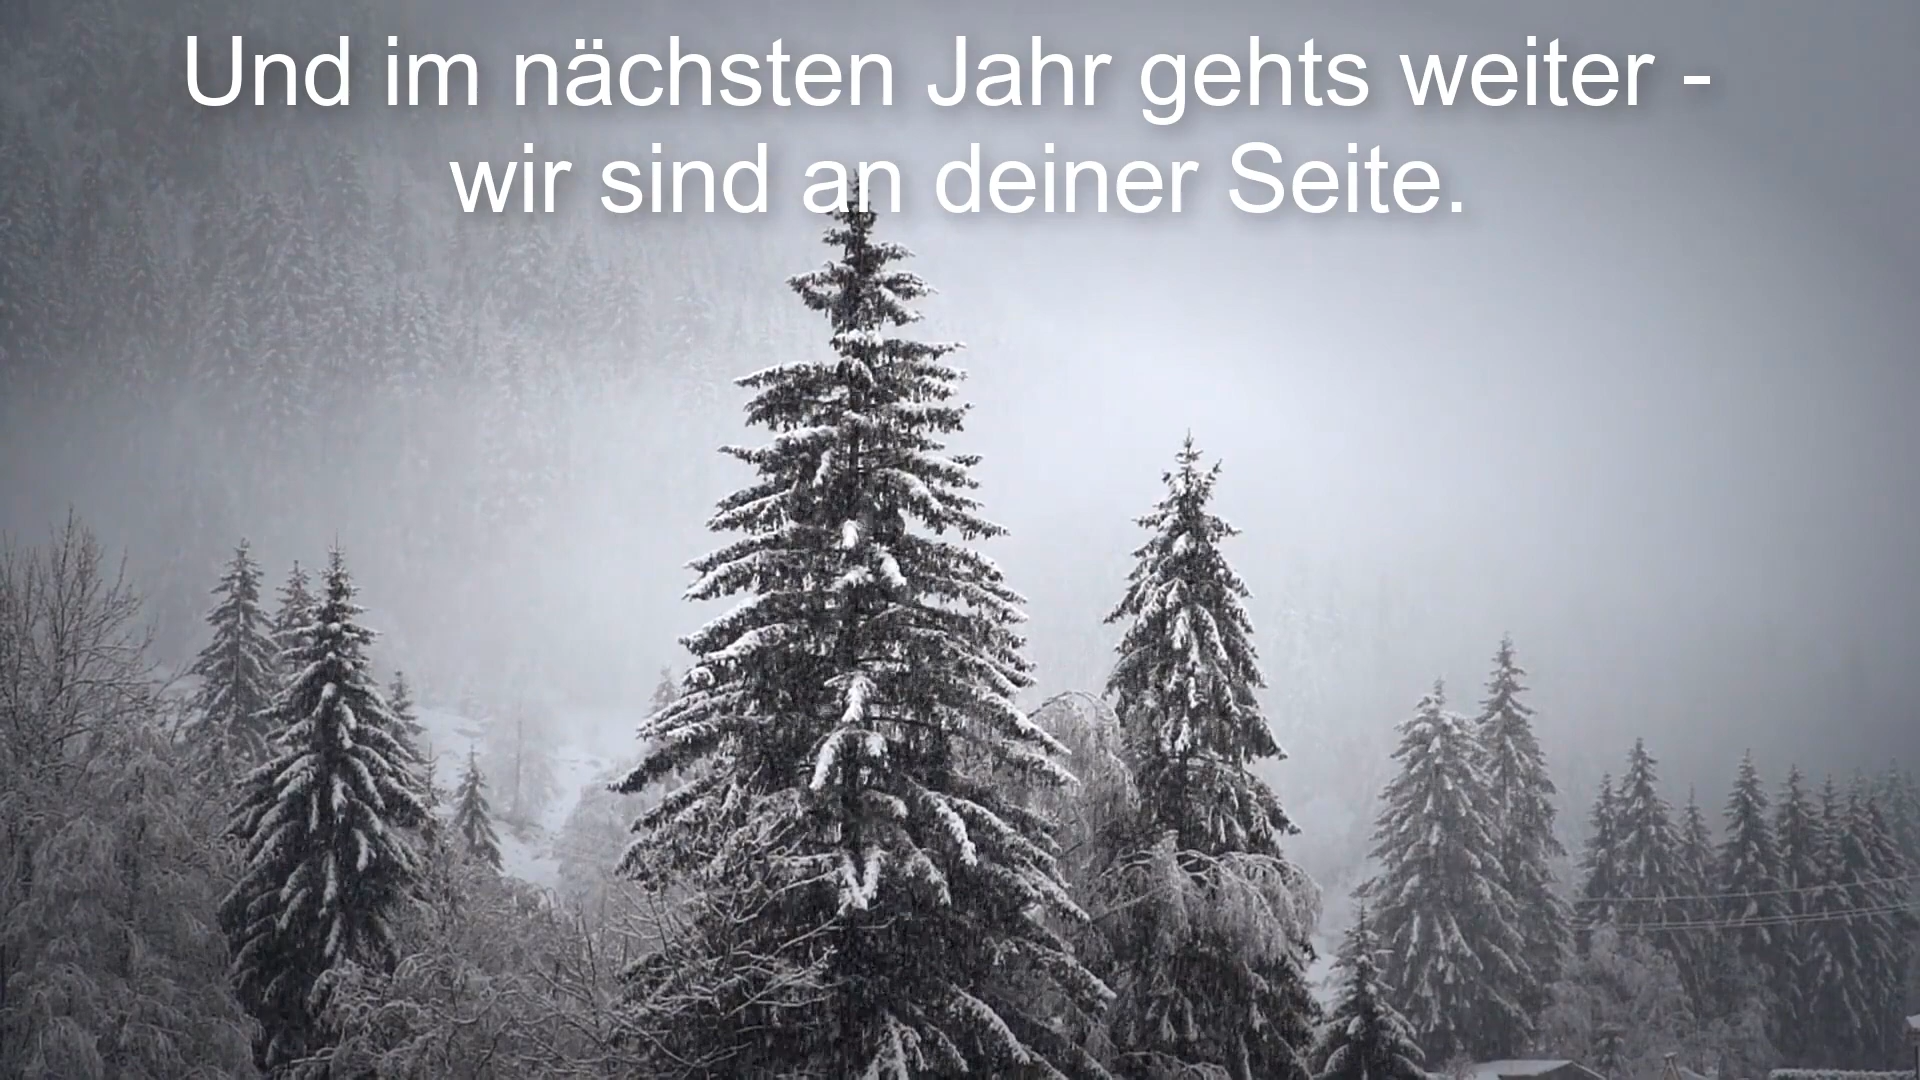 Und im nächsten Jahr gehts weiter -
wir sind an deiner Seite.